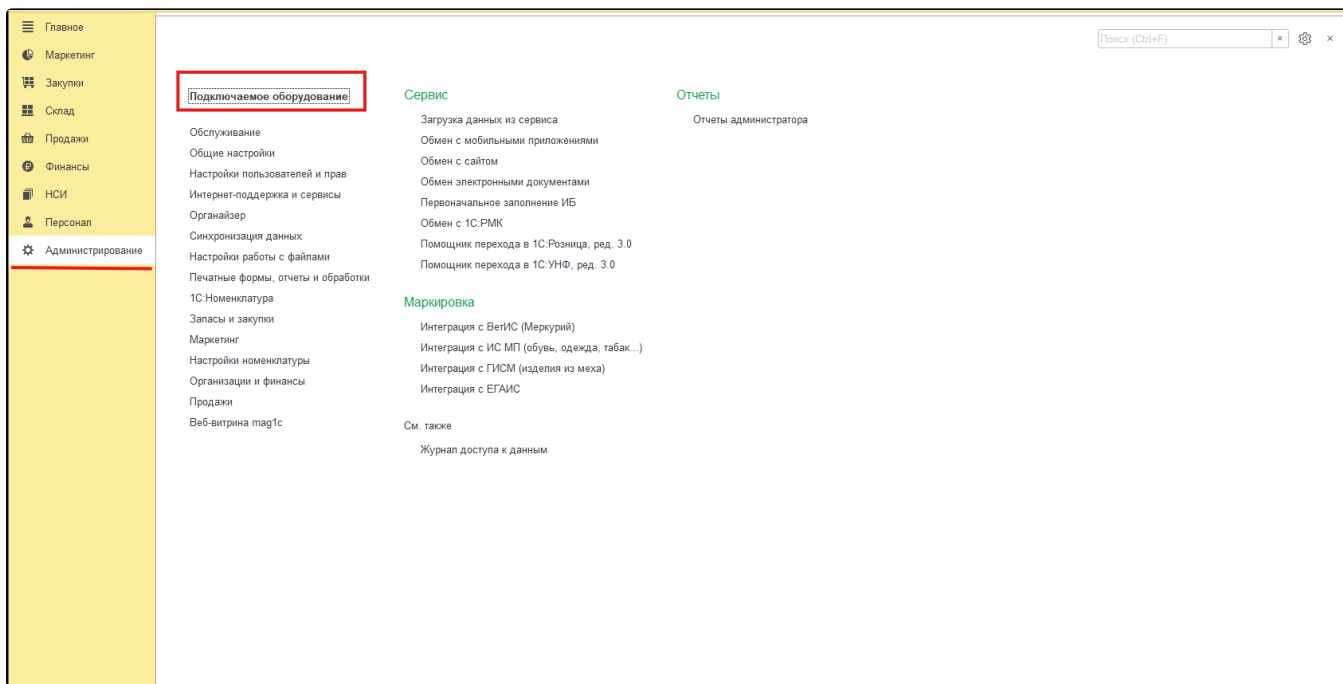 Главное
Маркетинг
Закупки
Склад
Продажи
Финансы
НСИ
Персонал
Администрирование
Поиск (Ctrl+F)
Подключаемое оборудование
Обслуживание
Общие настройки
Настройки пользователей и прав
Интернет-поддержка и сервисы
Органайзер
Синхронизация данных
Настройки работы с файлами
Печатные формы, отчеты и обработки
1С:Номенклатура
Запасы и закупки
Маркетинг
Настройки номенклатуры
Организации и финансы
Продажи
Веб-витрина mag1c
Сервис
Загрузка данных из сервиса
Обмен с мобильными приложениями
Обмен с сайтом
Обмен электронными документами
Первоначальное заполнение ИБ
Обмен с 1С:РМК
Помощник перехода в 1С:Розница, ред. 3.0
Помощник перехода в 1С:УНФ, ред. 3.0
Маркировка
Интеграция с ВетИС (Меркурий)
Интеграция с ИС МП (обувь, одежда, табак...)
Интеграция с ГИСМ (изделия из меха)
Интеграция с ЕГАИС
См. также
Журнал доступа к данным
Отчеты
Отчеты администратора